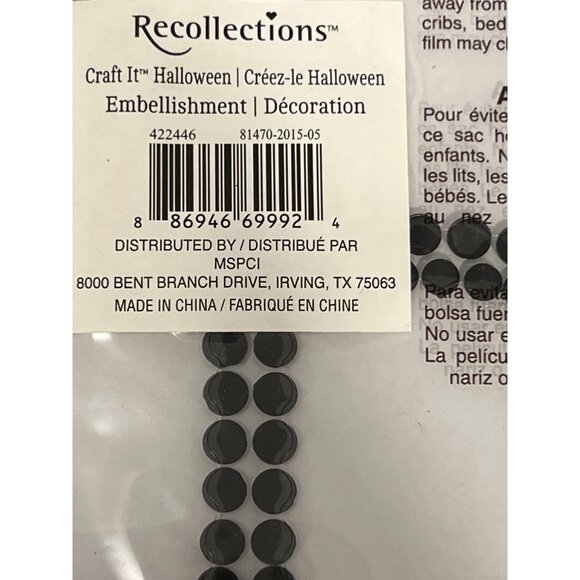 Recollections™
Craft It™ Halloween | Créez-le Halloween
Embellishment | Décoration
422446 81470-2015-05
8 86946 69992 4
DISTRIBUTED BY / DISTRIBUÉ PAR
MSPCI
8000 BENT BRANCH DRIVE, IRVING, TX 75063
MADE IN CHINA / FABRIQUÉ EN CHINE
away from
cribs, bed
film may
Pour évite
ce sac
enfants. N
les lits, les
bébés. Le
au nez
Para evita
bolsa fuer
No usar e
La pelícu
nariz o